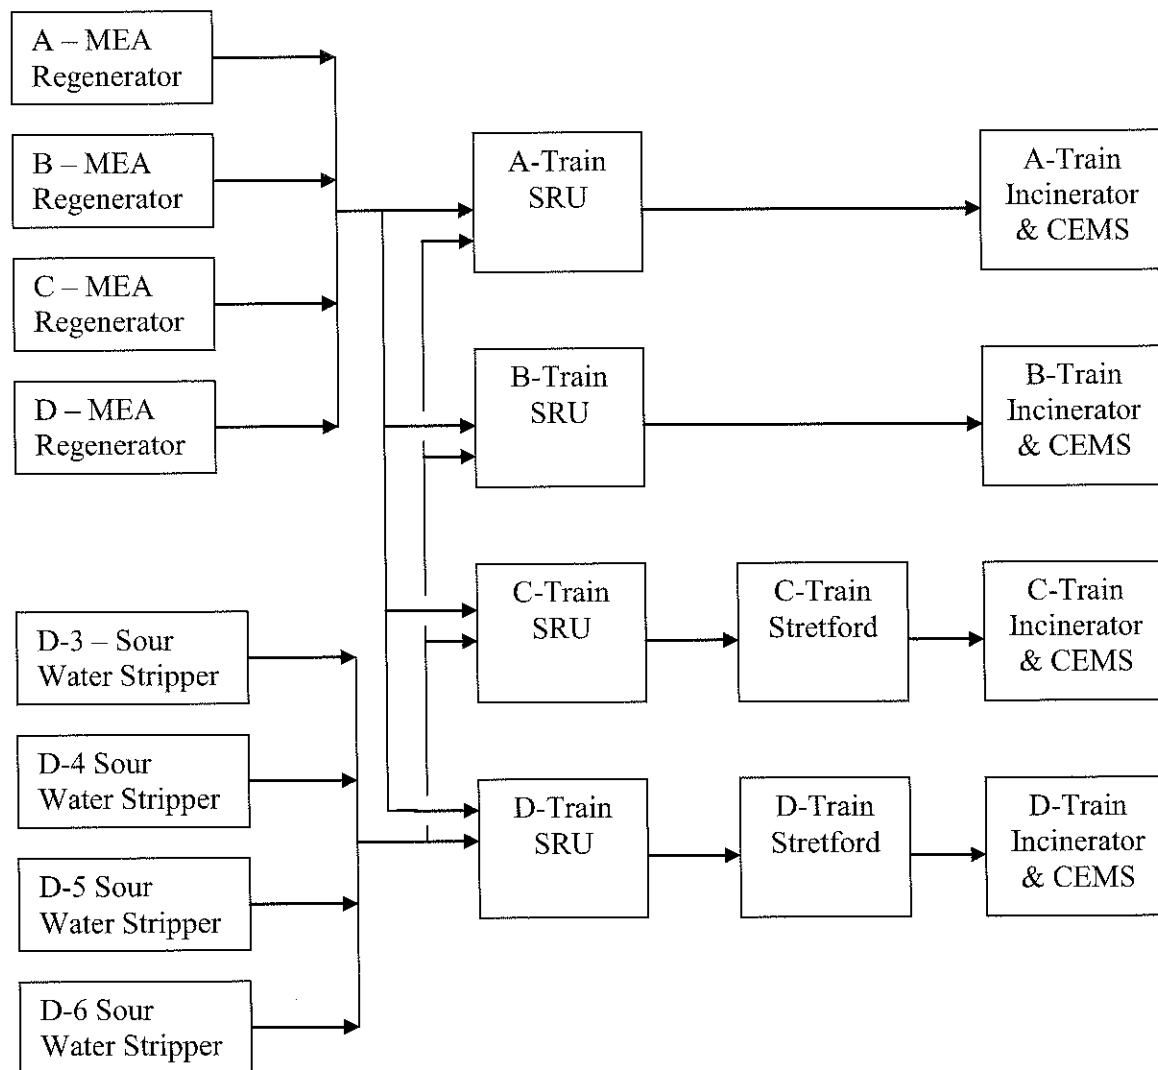 A – MEA
Regenerator
B – MEA
Regenerator
C – MEA
Regenerator
D – MEA
Regenerator
D-3 – Sour
Water Stripper
D-4 Sour
Water Stripper
D-5 Sour
Water Stripper
D-6 Sour
Water Stripper
A-Train
SRU
B-Train
SRU
C-Train
SRU
D-Train
SRU
C-Train
Stretford
D-Train
Stretford
A-Train
Incinerator
& CEMS
B-Train
Incinerator
& CEMS
C-Train
Incinerator
& CEMS
D-Train
Incinerator
& CEMS